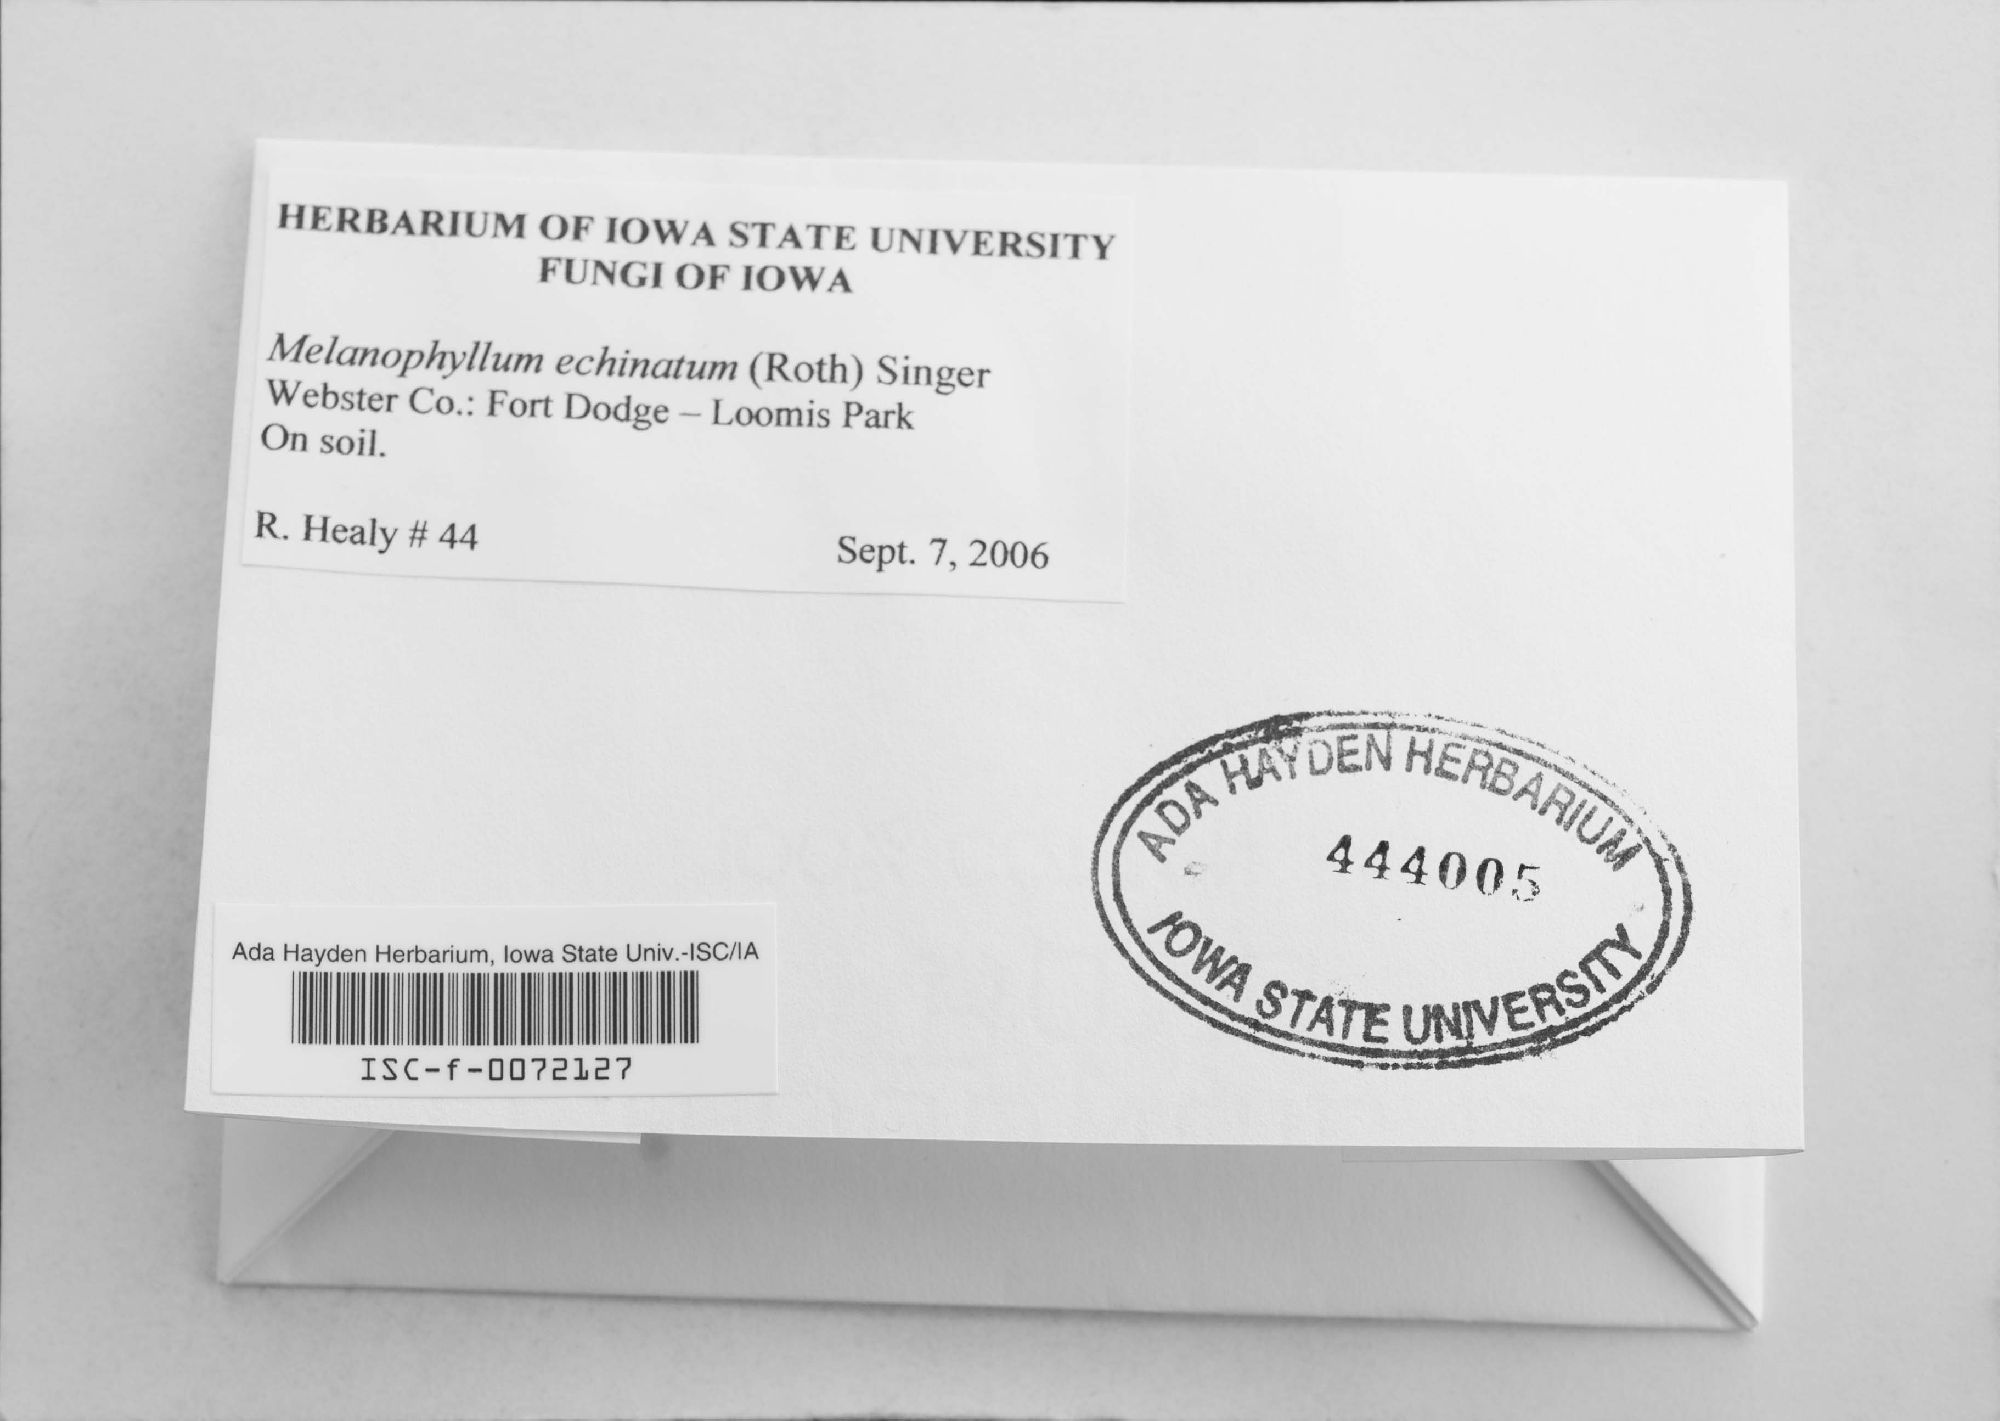 HERBARIUM OF IOWA STATE UNIVERSITY
FUNGI OF IOWA
Melanophyllum echinatum (Roth) Singer
Webster Co.: Fort Dodge – Loomis Park
On soil.
R. Healy # 44 Sept. 7, 2006
ADA HAYDEN HERBARIUM
444005
IOWA STATE UNIVERSITY
Ada Hayden Herbarium, Iowa State Univ.-ISC/IA
ISC-f-0072127